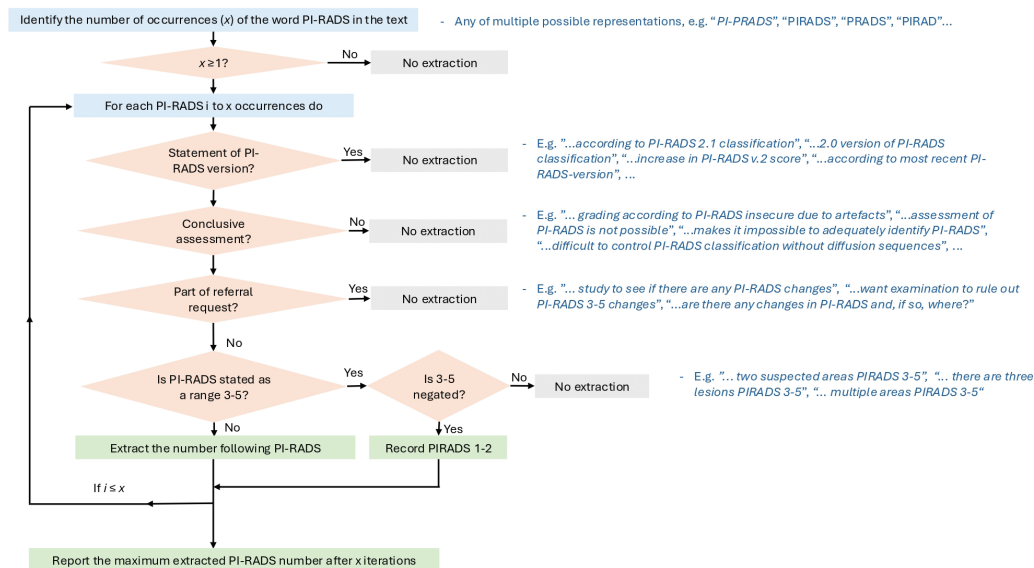 Identify the number of occurrences (x) of the word PI-RADS in the text
- Any of multiple possible representations, e.g. “PI-PRADS”, “PIRADS”, “PRADS”, “PIRAD”…
x ≥1?
No
No extraction
For each PI-RADS i to x occurrences do
Statement of PI-
RADS version?
Yes
No extraction
- E.g. ”…according to PI-RADS 2.1 classification”, “…2.0 version of PI-RADS
classification”, “…increase in PI-RADS v.2 score”, “…according to most recent PI-
RADS-version”, …
Conclusive
assessment?
No
No extraction
- E.g. ”… grading according to PI-RADS insecure due to artefacts”, “…assessment of
PI-RADS is not possible”, “…makes it impossible to adequately identify PI-RADS”,
“…difficult to control PI-RADS classification without diffusion sequences”, …
Part of referral
request?
Yes
No extraction
- E.g. ”… study to see if there are any PI-RADS changes”, “…want examination to rule out
PI-RADS 3-5 changes”, “…are there any changes in PI-RADS and, if so, where?”
No
Is PI-RADS stated as
a range 3-5?
Yes
Is 3-5
negated?
No
No extraction
- E.g. ”… two suspected areas PIRADS 3-5”, “… there are three
lesions PIRADS 3-5”, “… multiple areas PIRADS 3-5“
No
Yes
Extract the number following PI-RADS
Record PIRADS 1-2
If i ≤ x
Report the maximum extracted PI-RADS number after x iterations